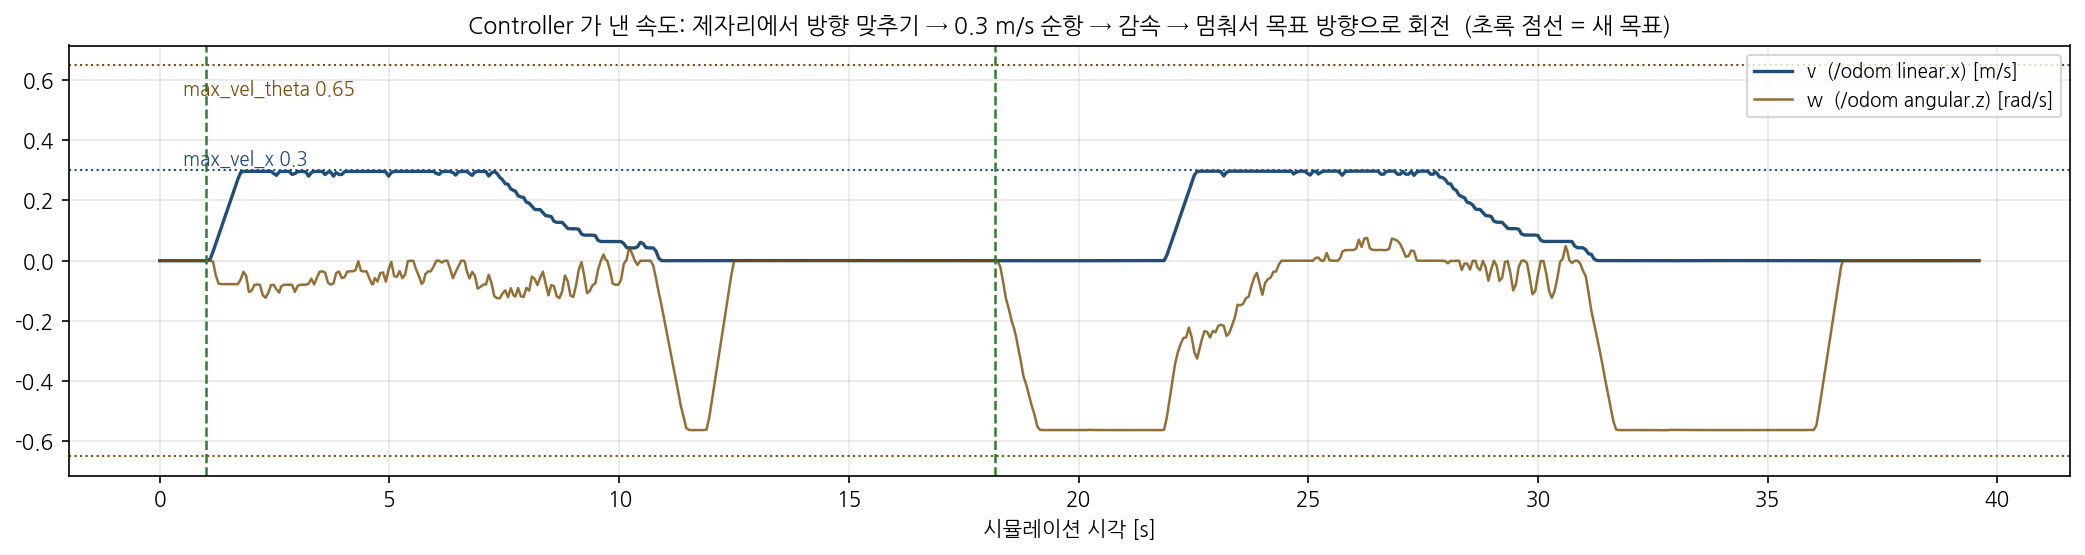 Controller 가 낸 속도: 제자리에서 방향 맞추기 → 0.3 m/s 순항 → 감속 → 멈춰서 목표 방향으로 회전  (초록 점선 = 새 목표)
v  (/odom linear.x) [m/s]
w  (/odom angular.z) [rad/s]
max_vel_theta 0.65
max_vel_x 0.3
0.6
0.4
0.2
0.0
-0.2
-0.4
-0.6
0 5 10 15 20 25 30 35 40
시뮬레이션 시각 [s]